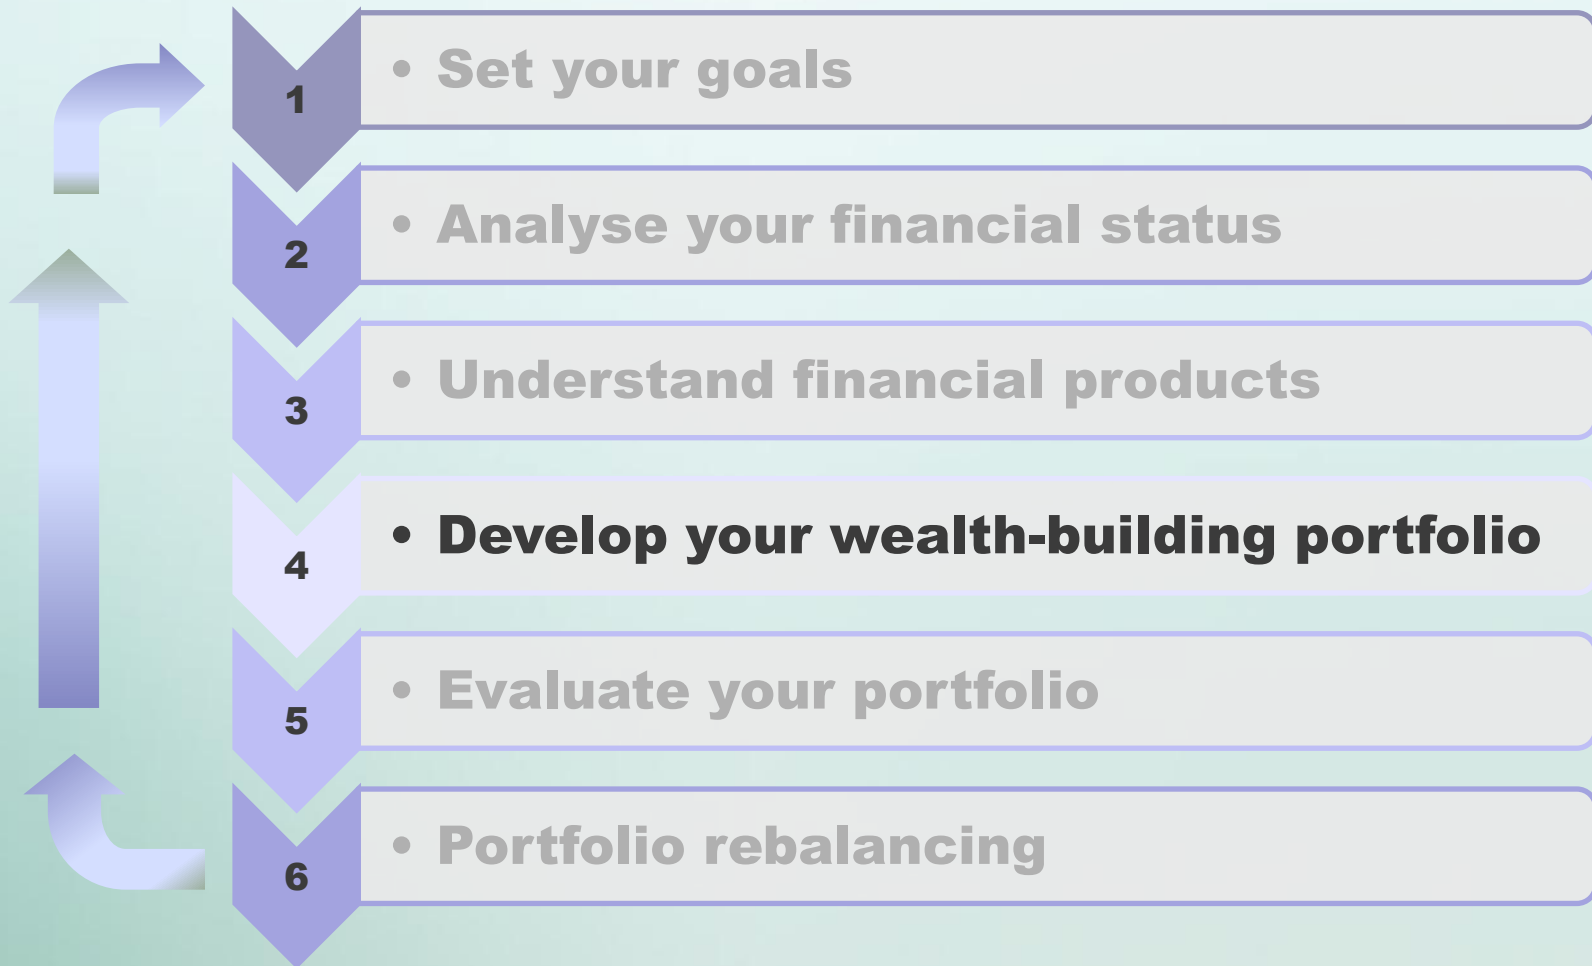 1
• Set your goals
2
• Analyse your financial status
3
• Understand financial products
4
• Develop your wealth-building portfolio
5
• Evaluate your portfolio
6
• Portfolio rebalancing